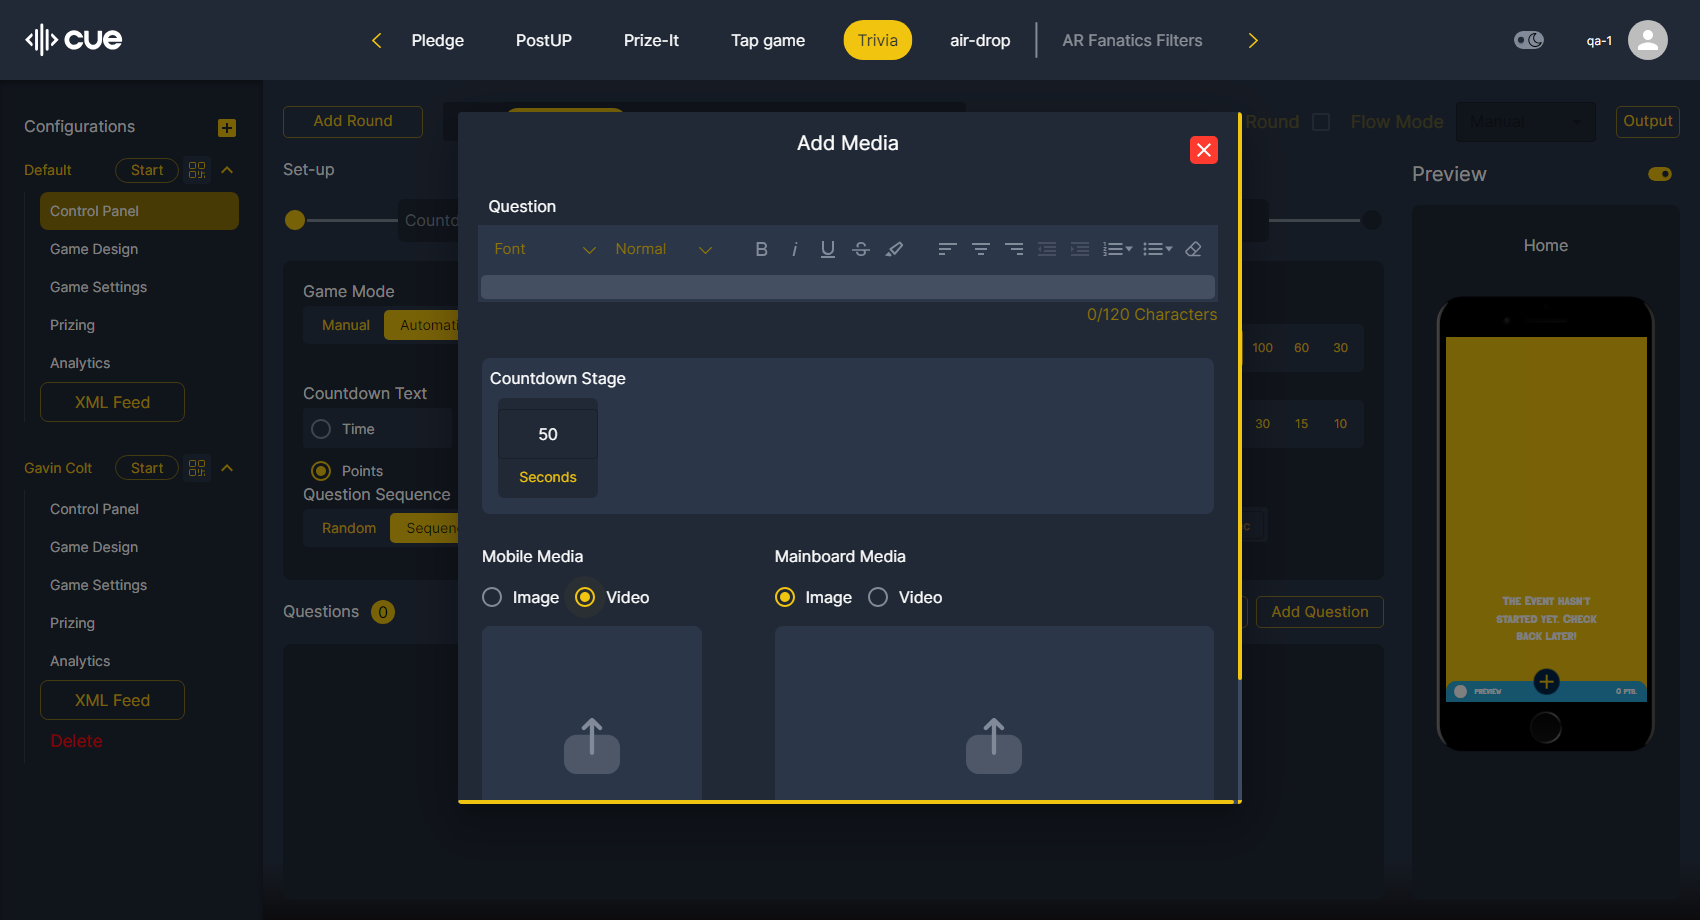 cue
Pledge
PostUP
Prize-It
Tap game
Trivia
air-drop
AR Fanatics Filters
qa-1
Configurations
Default
Start
Control Panel
Game Design
Game Settings
Prizing
Analytics
XML Feed
Gavin Colt
Start
Control Panel
Game Design
Game Settings
Prizing
Analytics
XML Feed
Delete
Add Round
Round
Flow Mode
Manual
Output
Set-up
Countd
Game Mode
Manual
Automati
Countdown Text
Time
Points
Question Sequence
Random
Sequen
Questions 0
Add Media
Question
Font
Normal
B i U S
0/120 Characters
Countdown Stage
50
Seconds
Mobile Media
Image
Video
Mainboard Media
Image
Video
100 60 30
30 15 10
Add Question
Preview
Home
The Event hasn't
started yet. Check
back later!
PREVIEW
0 PTS.